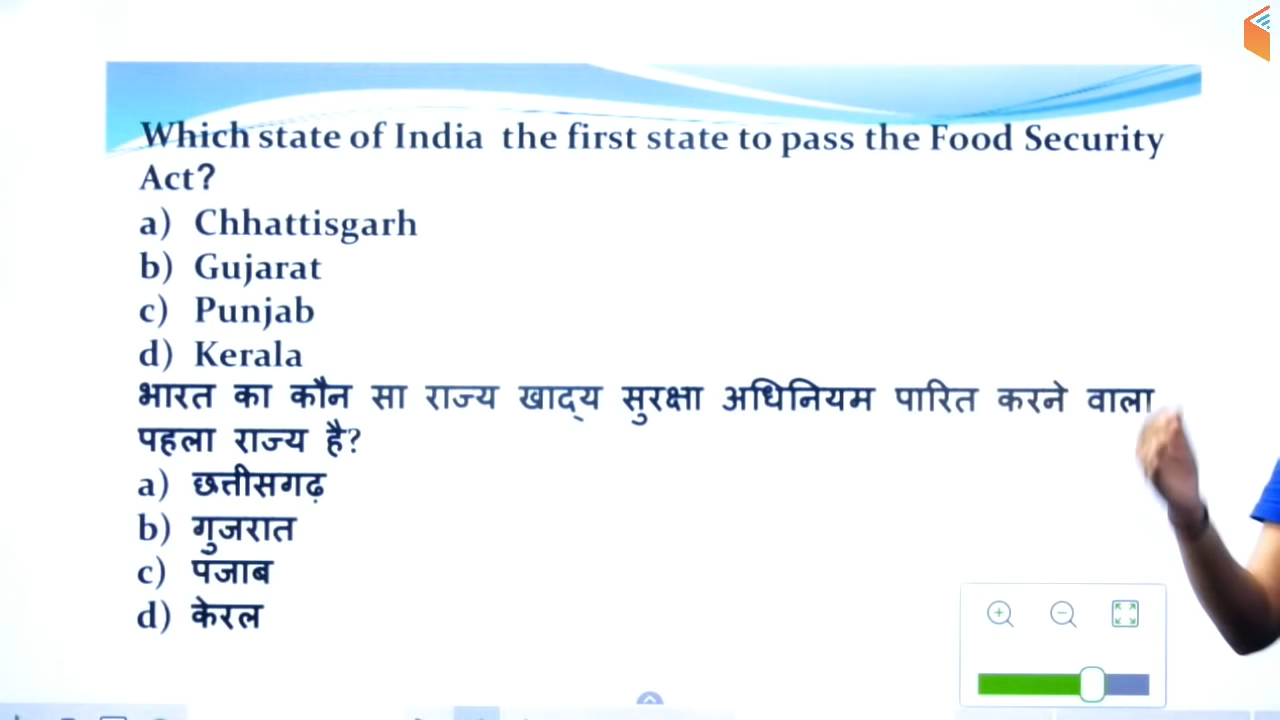 Which state of India the first state to pass the Food Security
Act?
a) Chhattisgarh
b) Gujarat
c) Punjab
d) Kerala
भारत का कौन सा राज्य खाद्य सुरक्षा अधिनियम पारित करने वाला
पहला राज्य है?
a) छत्तीसगढ़
b) गुजरात
c) पजाब
d) केरल